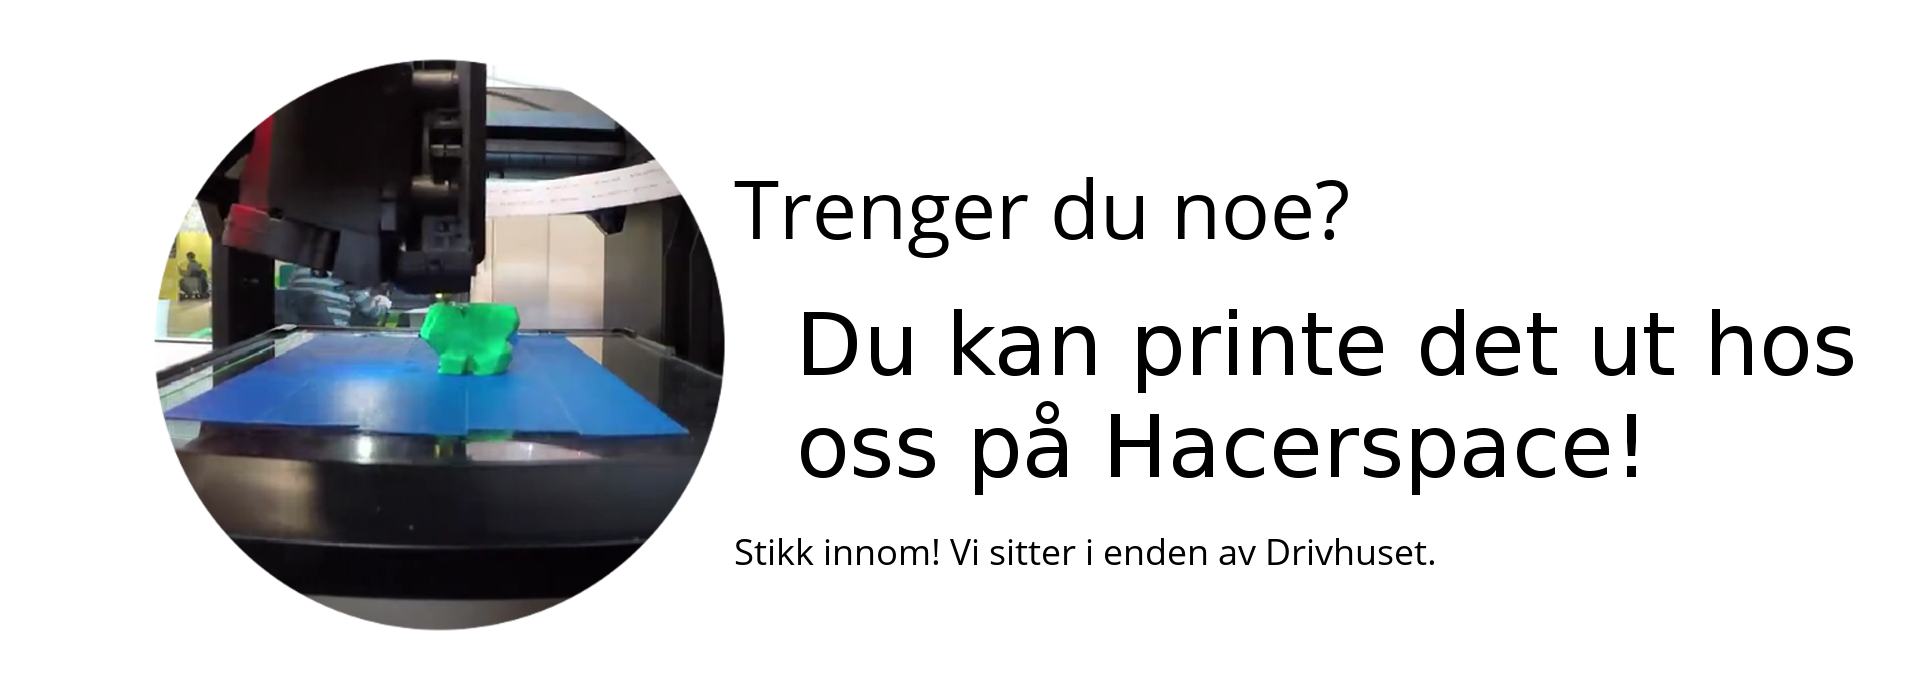 Trenger du noe?
Du kan printe det ut hos
oss på Hacerspace!
Stikk innom! Vi sitter i enden av Drivhuset.